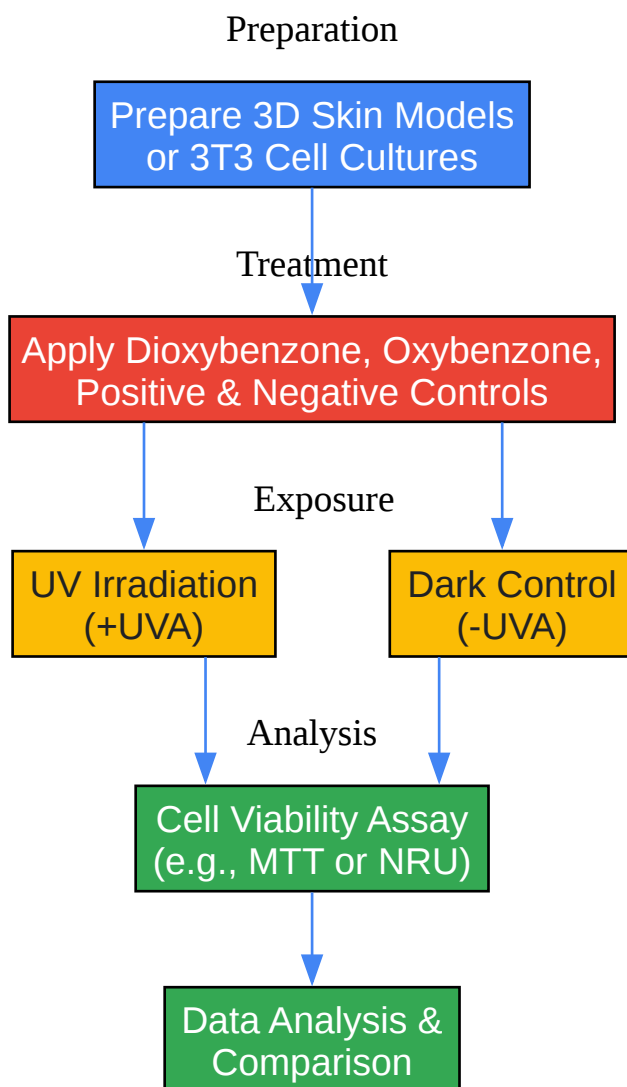 Preparation
Prepare 3D Skin Models
or 3T3 Cell Cultures
Treatment
Apply Dioxybenzone, Oxybenzone,
Positive & Negative Controls
Exposure
UV Irradiation
(+UVA)
Dark Control
(-UVA)
Analysis
Cell Viability Assay
(e.g., MTT or NRU)
Data Analysis &
Comparison